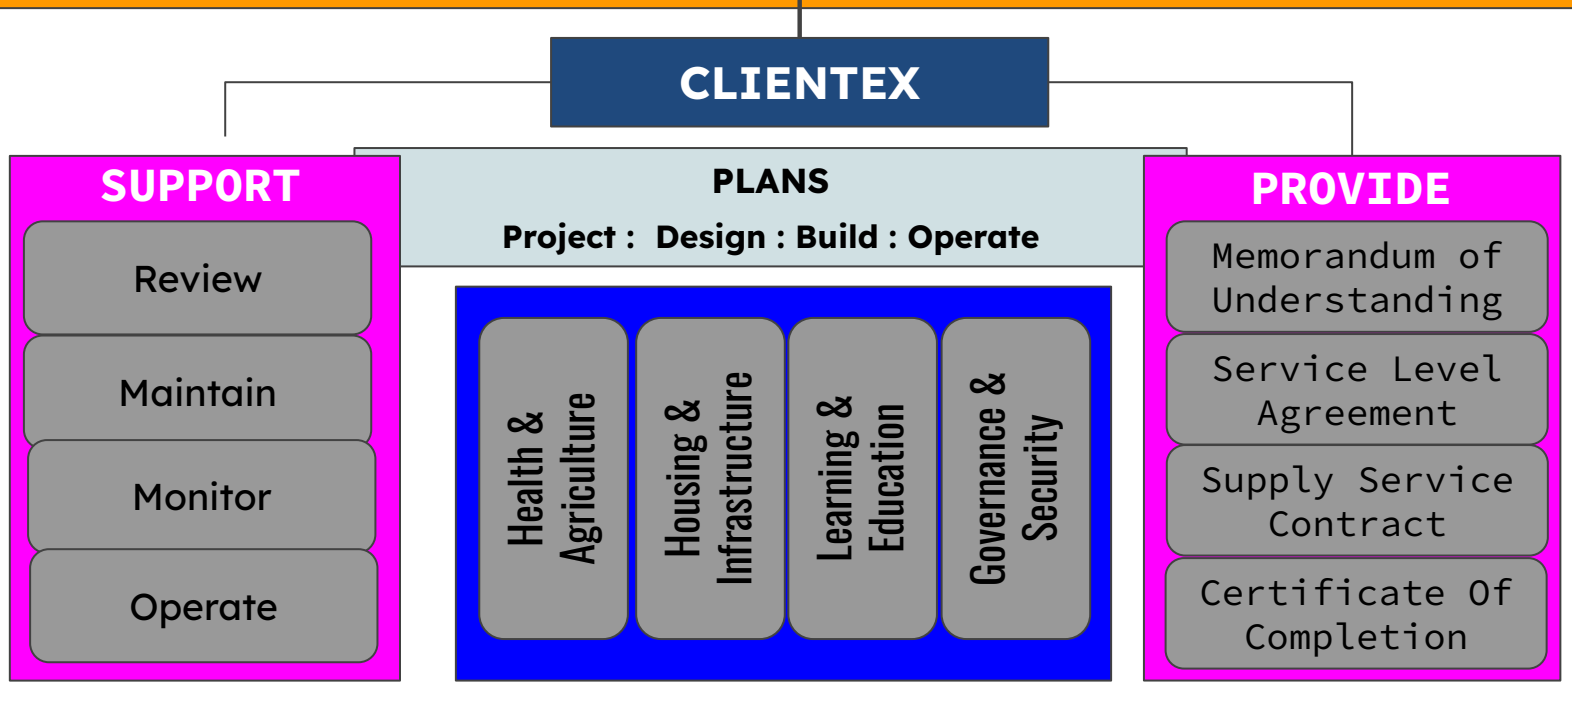 CLIENTEX
SUPPORT
Review
Maintain
Monitor
Operate
PLANS
Project :  Design : Build : Operate
Health &
Agriculture
Housing &
Infrastructure
Learning &
Education
Governance &
Security
PROVIDE
Memorandum of
Understanding
Service Level
Agreement
Supply Service
Contract
Certificate Of
Completion